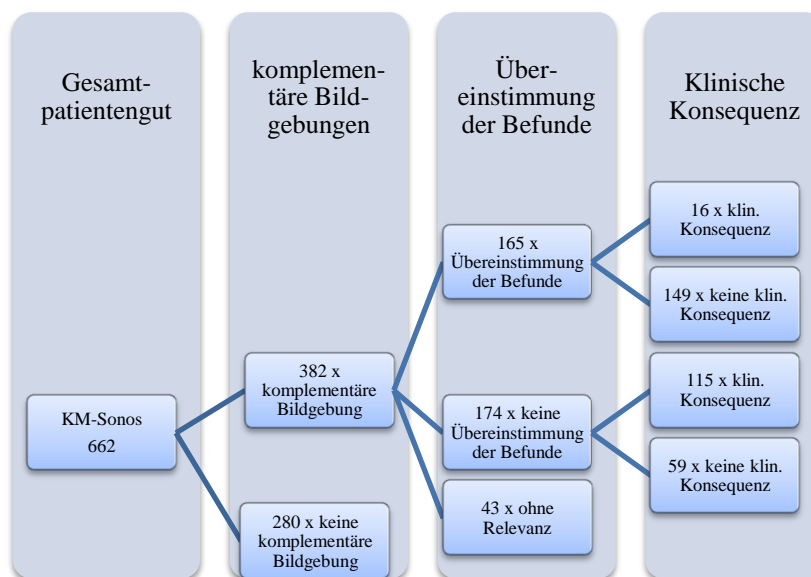 Gesamt-
patientengut
KM-Sonos
662
komplemen-
täre Bild-
gebungen
382 x
komplementäre
Bildgebung
280 x keine
komplementäre
Bildgebung
Über-
einstimmung
der Befunde
165 x
Übereinstimmung
der Befunde
174 x keine
Übereinstimmung
der Befunde
43 x ohne
Relevanz
Klinische
Konsequenz
16 x klin.
Konsequenz
149 x keine klin.
Konsequenz
115 x klin.
Konsequenz
59 x keine klin.
Konsequenz